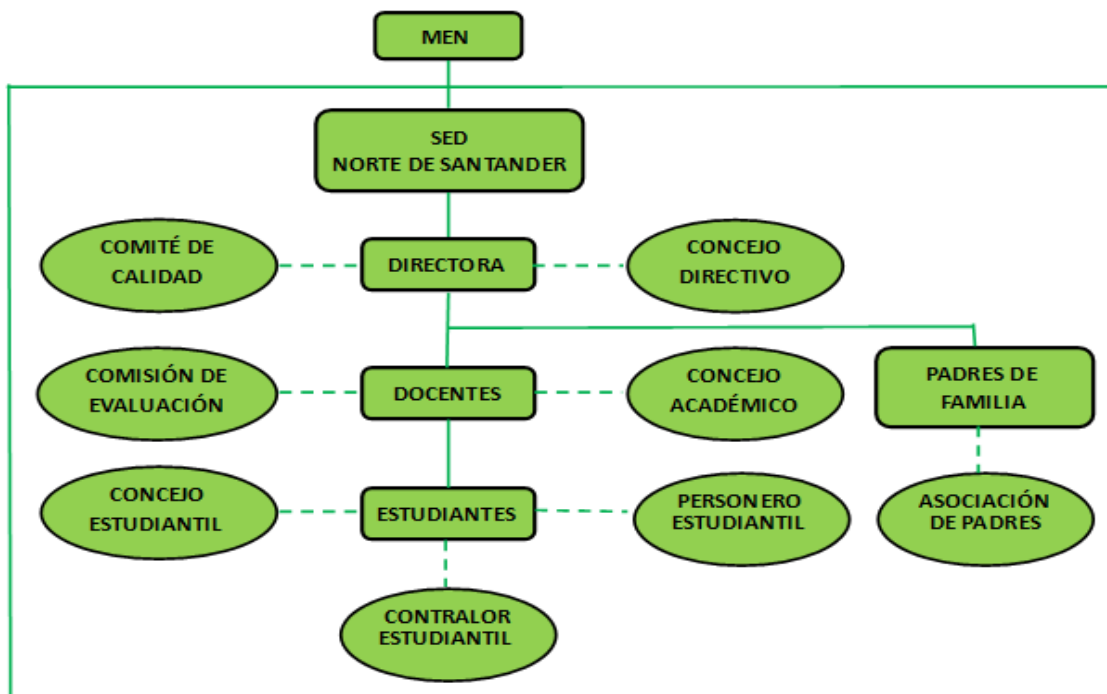 MEN
SED
NORTE DE SANTANDER
COMITÉ DE
CALIDAD
DIRECTORA
CONCEJO
DIRECTIVO
COMISIÓN DE
EVALUACIÓN
DOCENTES
CONCEJO
ACADÉMICO
PADRES DE
FAMILIA
CONCEJO
ESTUDIANTIL
ESTUDIANTES
PERSONERO
ESTUDIANTIL
ASOCIACIÓN
DE PADRES
CONTRALOR
ESTUDIANTIL